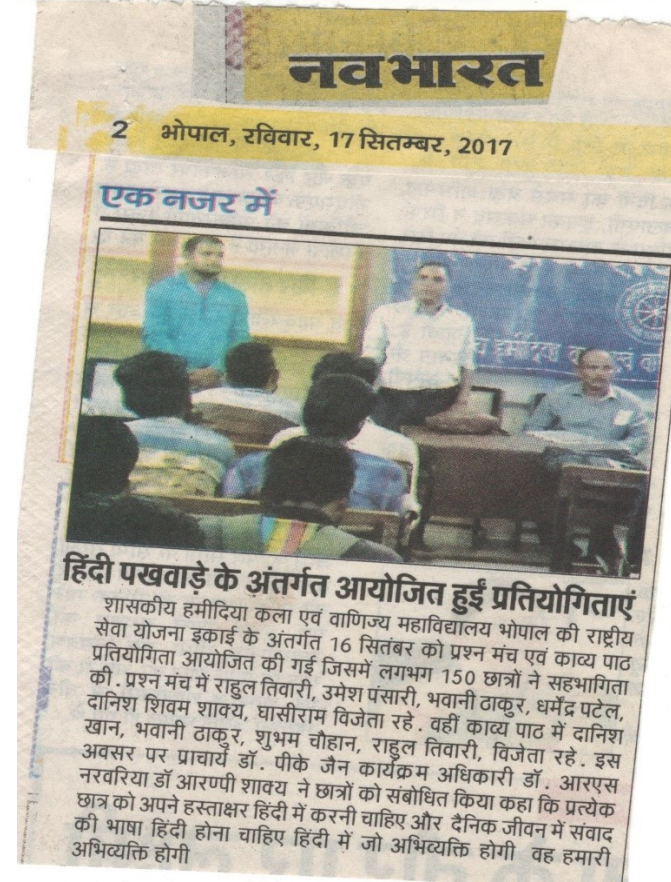 नवभारत
2 भोपाल, रविवार, 17 सितम्बर, 2017
एक नजर में
हमीदिया
एवं
हिंदी पखवाड़े के अंतर्गत आयोजित हुईं प्रतियोगिताएं
शासकीय हमीदिया कला एवं वाणिज्य महाविद्यालय भोपाल की राष्ट्रीय
सेवा योजना इकाई के अंतर्गत 16 सितंबर को प्रश्न मंच एवं काव्य पाठ
प्रतियोगिता आयोजित की गई जिसमें लगभग 150 छात्रों ने सहभागिता
की. प्रश्न मंच में राहुल तिवारी, उमेश पंसारी, भवानी ठाकुर, धर्मेंद्र पटेल,
दानिश शिवम शाक्य, घासीराम विजेता रहे. वहीं काव्य पाठ में दानिश
खान, भवानी ठाकुर, शुभम चौहान, राहुल तिवारी, विजेता रहे. इस
अवसर पर प्राचार्य डॉ. पीके जैन कार्यक्रम अधिकारी डॉ. आरएस
नरवरिया डॉ आरण्पी शाक्य ने छात्रों को संबोधित किया कहा कि प्रत्येक
छात्र को अपने हस्ताक्षर हिंदी में करनी चाहिए और दैनिक जीवन में संवाद
की भाषा हिंदी होना चाहिए हिंदी में जो अभिव्यक्ति होगी वह हमारी
अभिव्यक्ति होगी